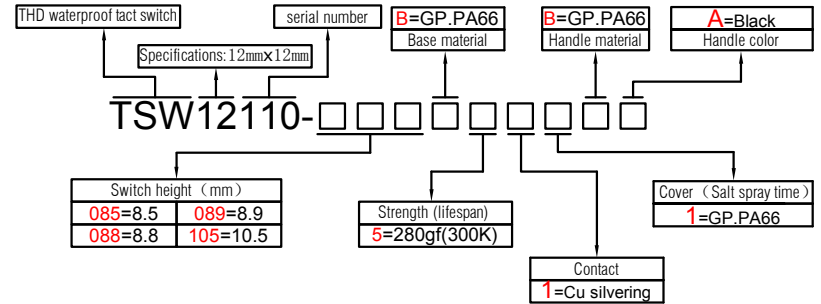 THD waterproof tact switch
serial number
B=GP.PA66
Base material
B=GP.PA66
Handle material
A=Black
Handle color
Specifications:12mmx12mm
TSW12110-□□□□□□□□□
Switch height（mm）
085=8.5 089=8.9
088=8.8 105=10.5
Strength (lifespan)
5=280gf(300K)
Contact
1=Cu silvering
Cover（Salt spray time）
1=GP.PA66